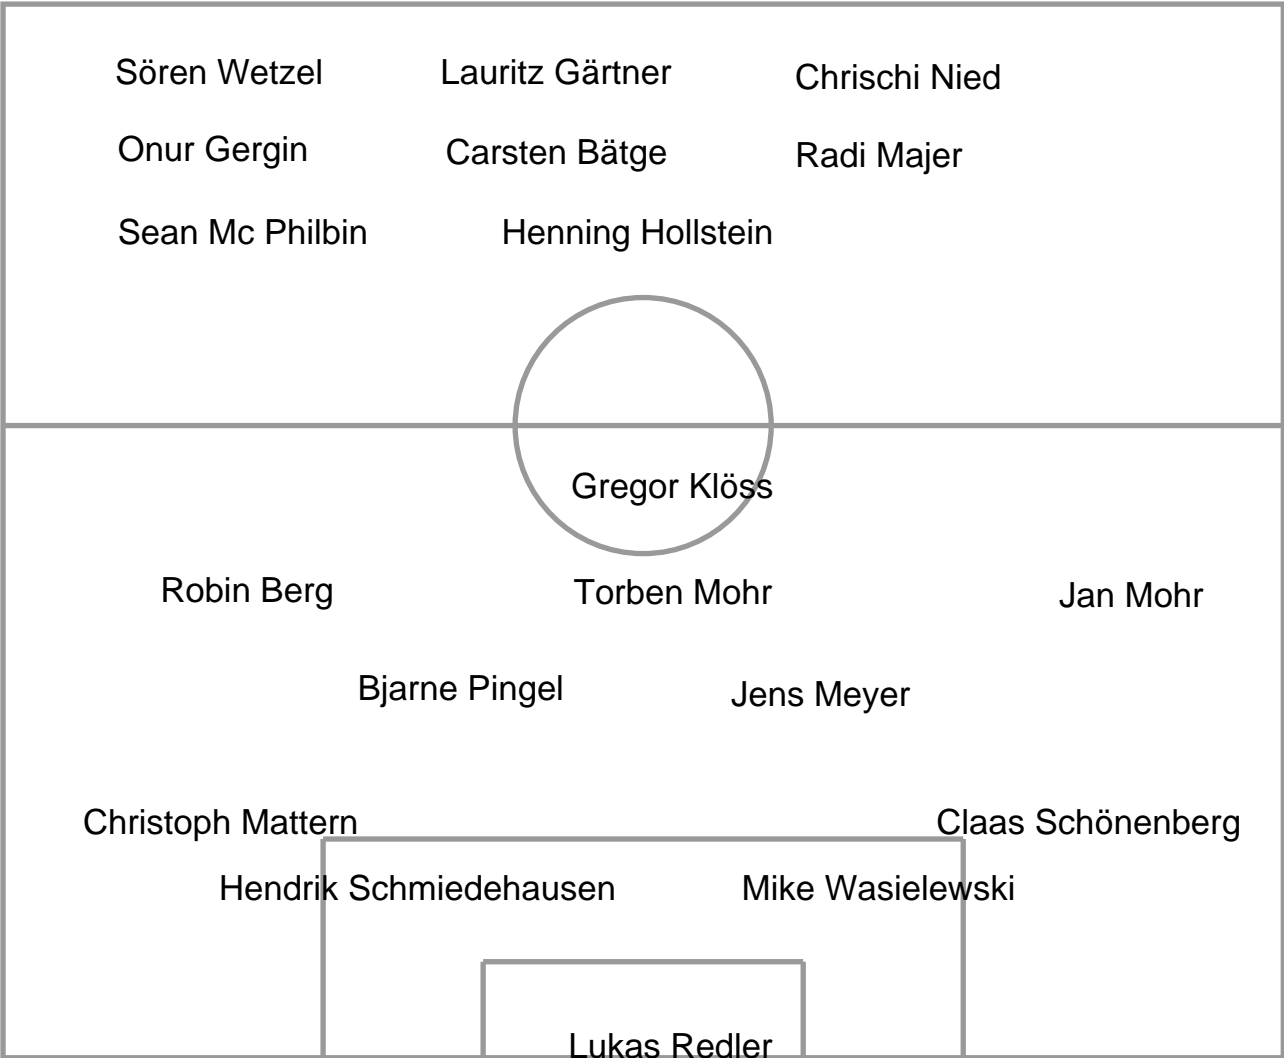 Sören Wetzel Lauritz Gärtner Chrischi Nied
Onur Gergin Carsten Bätge Radi Majer
Sean Mc Philbin Henning Hollstein
Gregor Klöss
Robin Berg Torben Mohr Jan Mohr
Bjarne Pingel Jens Meyer
Christoph Mattern Claas Schönenberg
Hendrik Schmiedehausen Mike Wasielewski
Lukas Redler